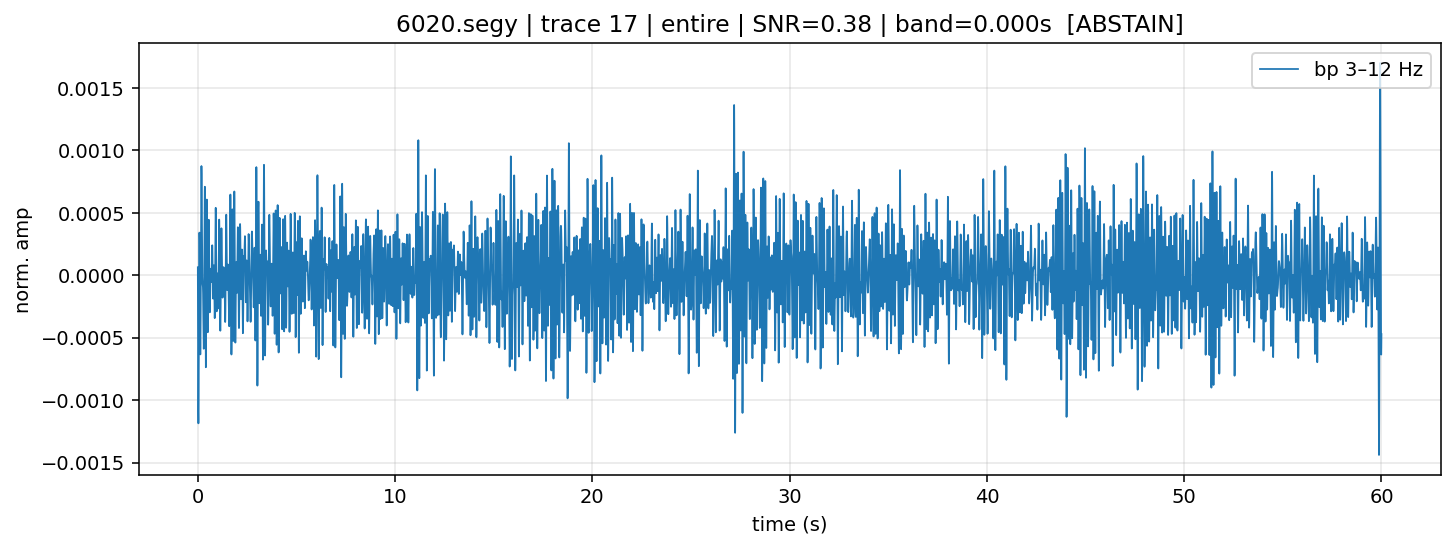 6020.segy | trace 17 | entire | SNR=0.38 | band=0.000s  [ABSTAIN]
bp 3–12 Hz
norm. amp
0.0015
0.0010
0.0005
0.0000
−0.0005
−0.0010
−0.0015
0 10 20 30 40 50 60
time (s)